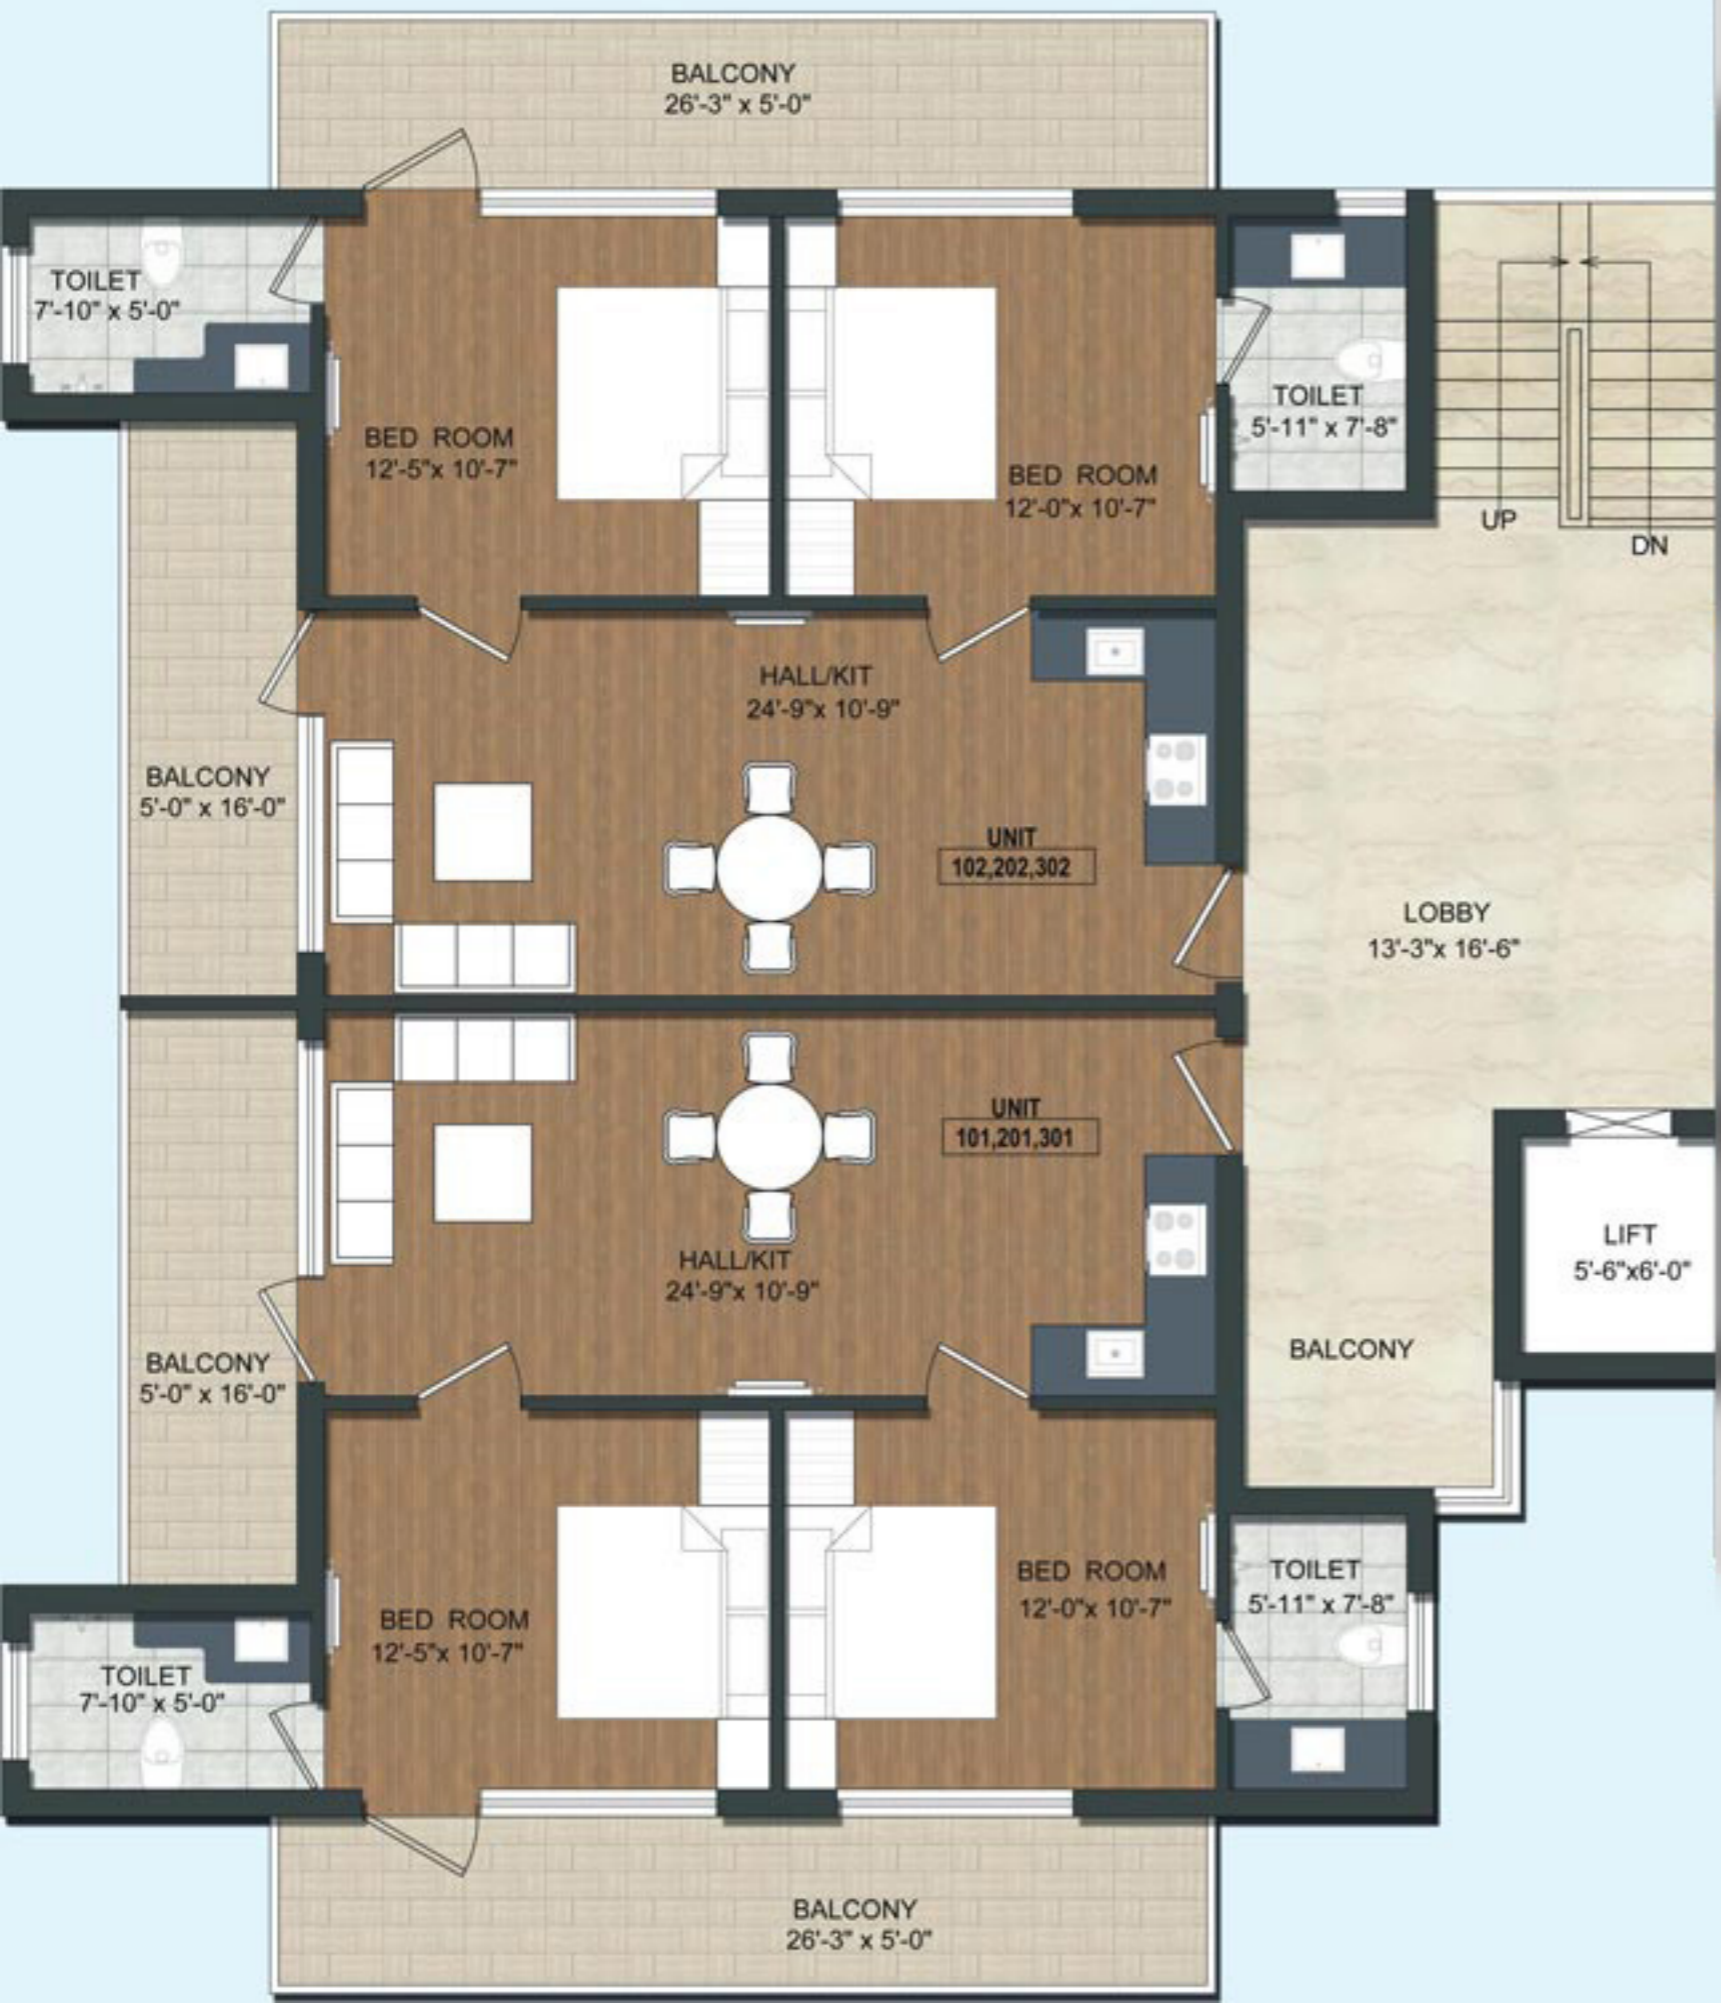 BALCONY
26'-3" x 5'-0"
TOILET
7'-10" x 5'-0"
BED ROOM
12'-5"x 10'-7"
BED ROOM
12'-0"x 10'-7"
TOILET
5'-11" x 7'-8"
UP
DN
HALL/KIT
24'-9"x 10'-9"
BALCONY
5'-0" x 16'-0"
UNIT
102,202,302
LOBBY
13'-3"x 16'-6"
UNIT
101,201,301
HALL/KIT
24'-9"x 10'-9"
LIFT
5'-6"x6'-0"
BALCONY
BALCONY
5'-0" x 16'-0"
BED ROOM
12'-5"x 10'-7"
BED ROOM
12'-0"x 10'-7"
TOILET
5'-11" x 7'-8"
TOILET
7'-10" x 5'-0"
BALCONY
26'-3" x 5'-0"